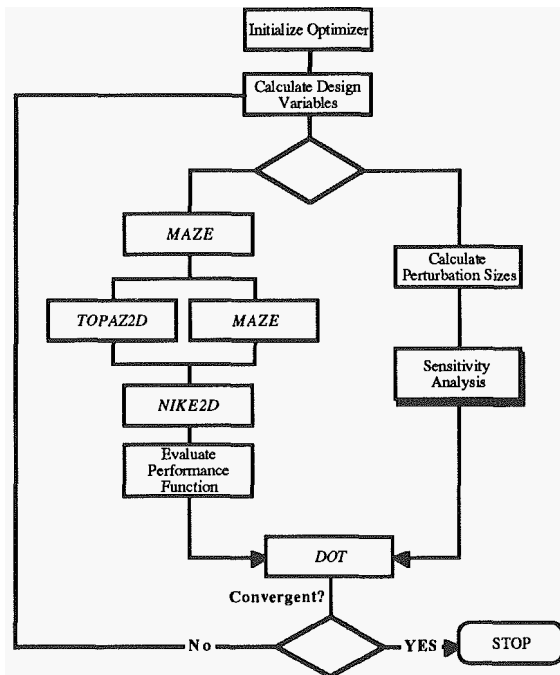 Initialize Optimizer
Calculate Design
Variables
MAZE
Calculate
Perturbation Sizes
TOPAZ2D
MAZE
Sensitivity
Analysis
NIKE2D
Evaluate
Performance
Function
DOT
Convergent?
No
YES
STOP